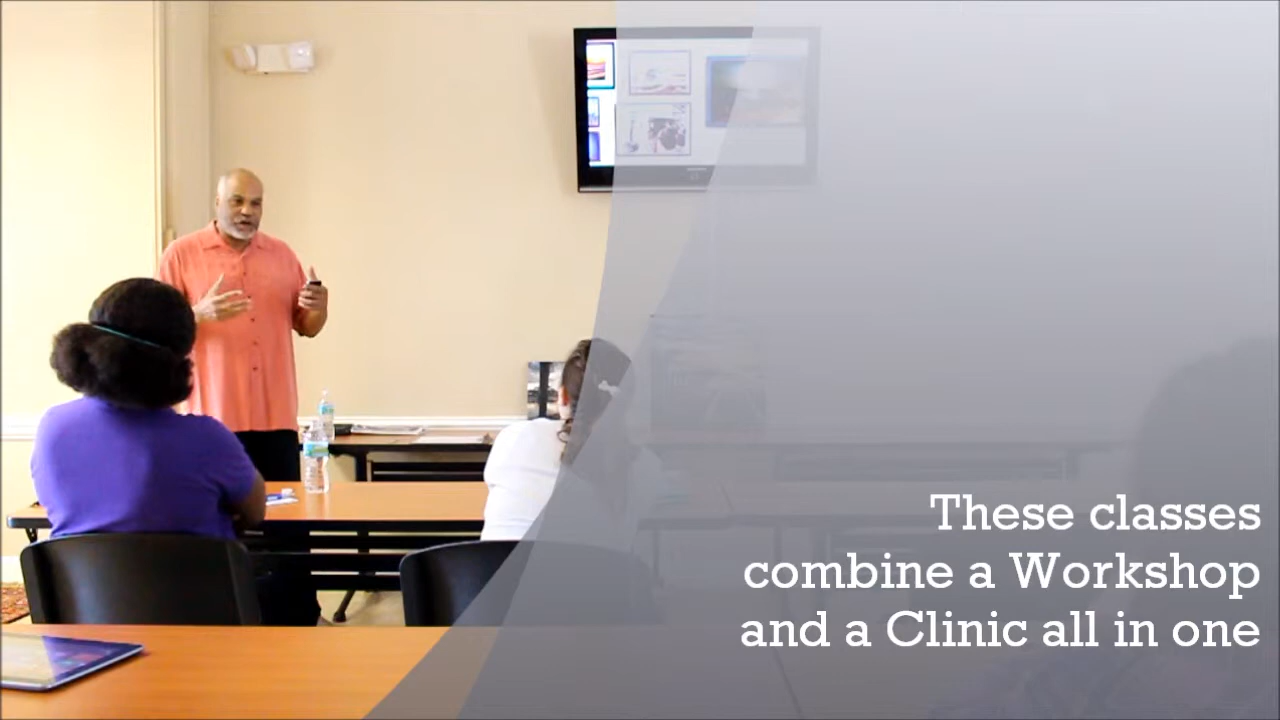 These classes
combine a Workshop
and a Clinic all in one